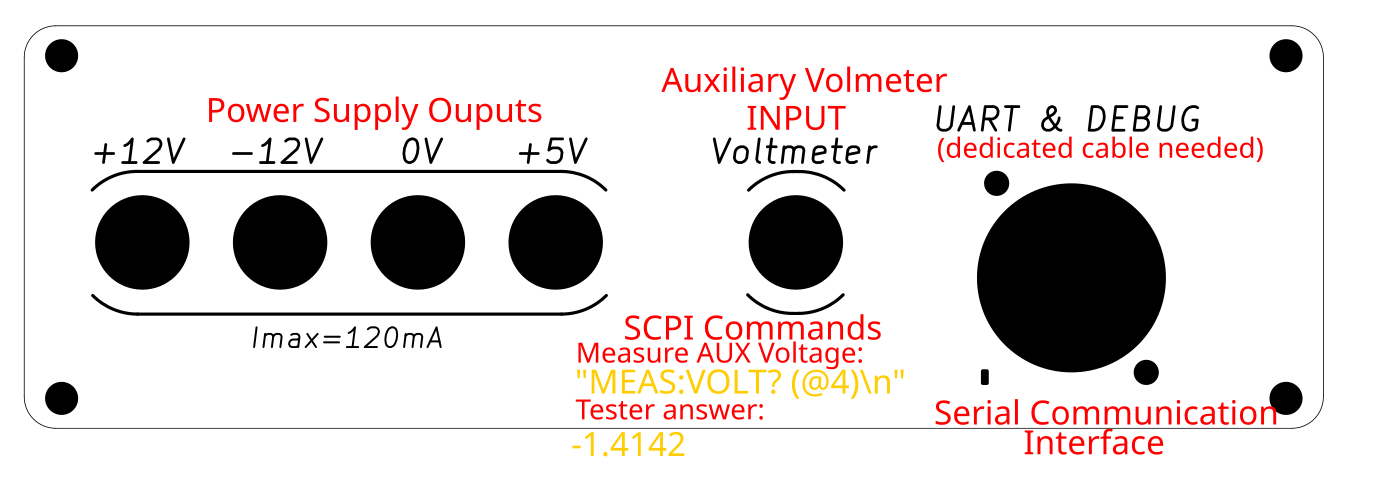 Power Supply Ouputs
+12V -12V 0V +5V
Imax=120mA
Auxiliary Volmeter
INPUT
Voltmeter
SCPI Commands
Measure AUX Voltage:
"MEAS:VOLT? (@4)\n"
Tester answer:
-1.4142
UART & DEBUG
(dedicated cable needed)
Serial Communication
Interface